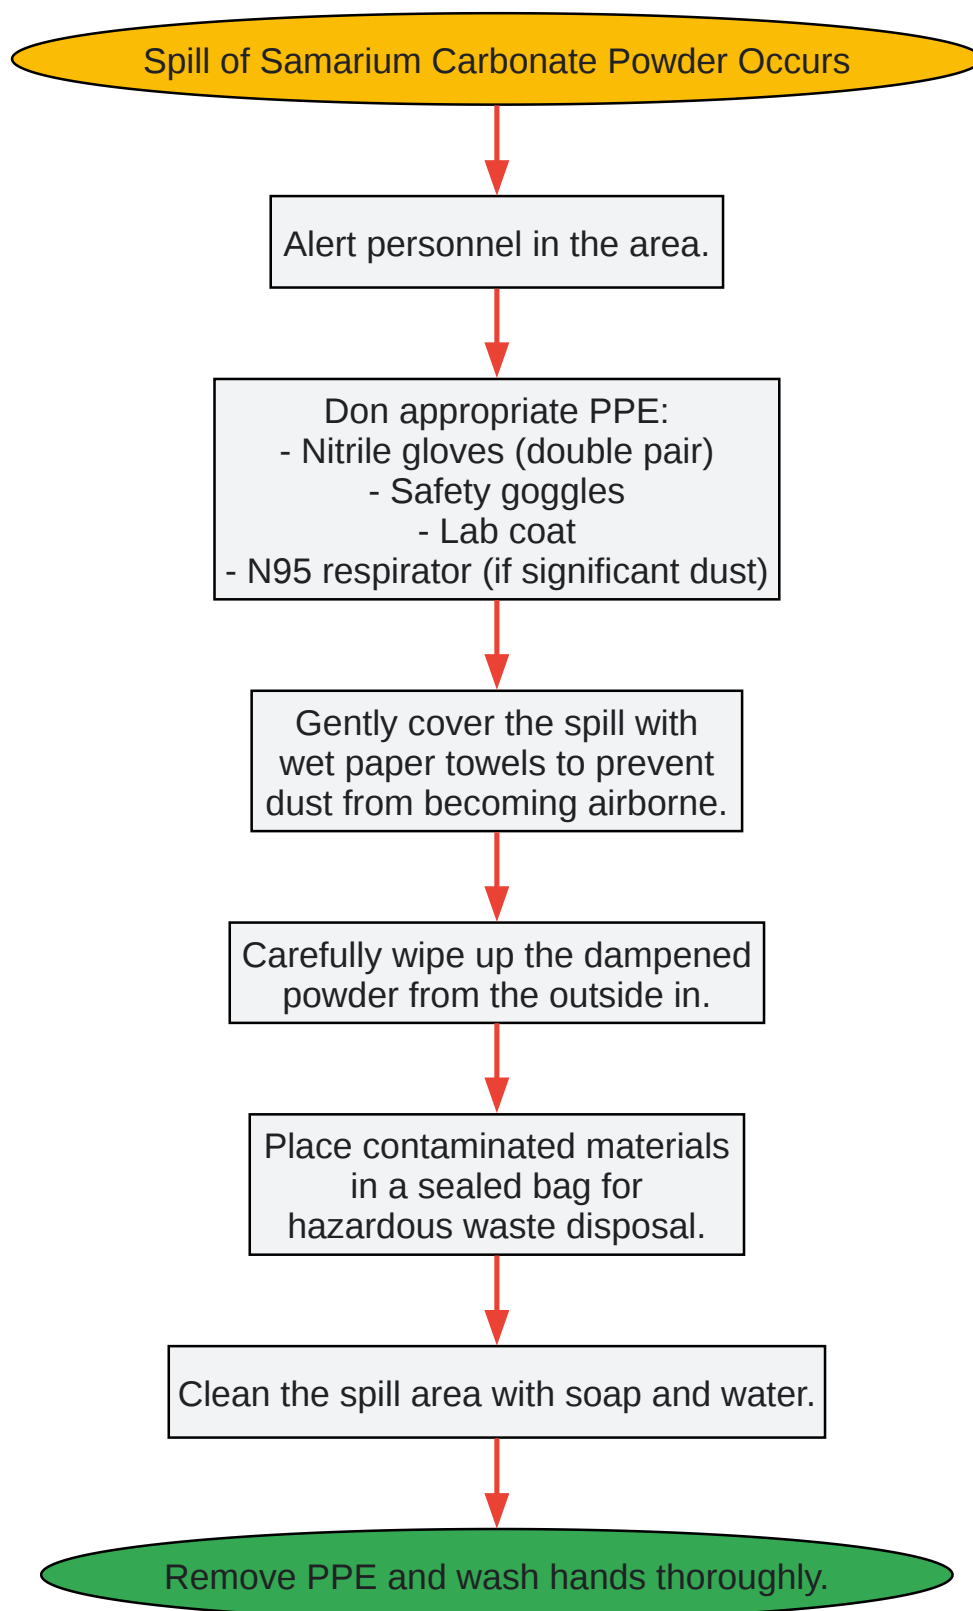 Spill of Samarium Carbonate Powder Occurs
Alert personnel in the area.
Don appropriate PPE:
- Nitrile gloves (double pair)
- Safety goggles
- Lab coat
- N95 respirator (if significant dust)
Gently cover the spill with
wet paper towels to prevent
dust from becoming airborne.
Carefully wipe up the dampened
powder from the outside in.
Place contaminated materials
in a sealed bag for
hazardous waste disposal.
Clean the spill area with soap and water.
Remove PPE and wash hands thoroughly.